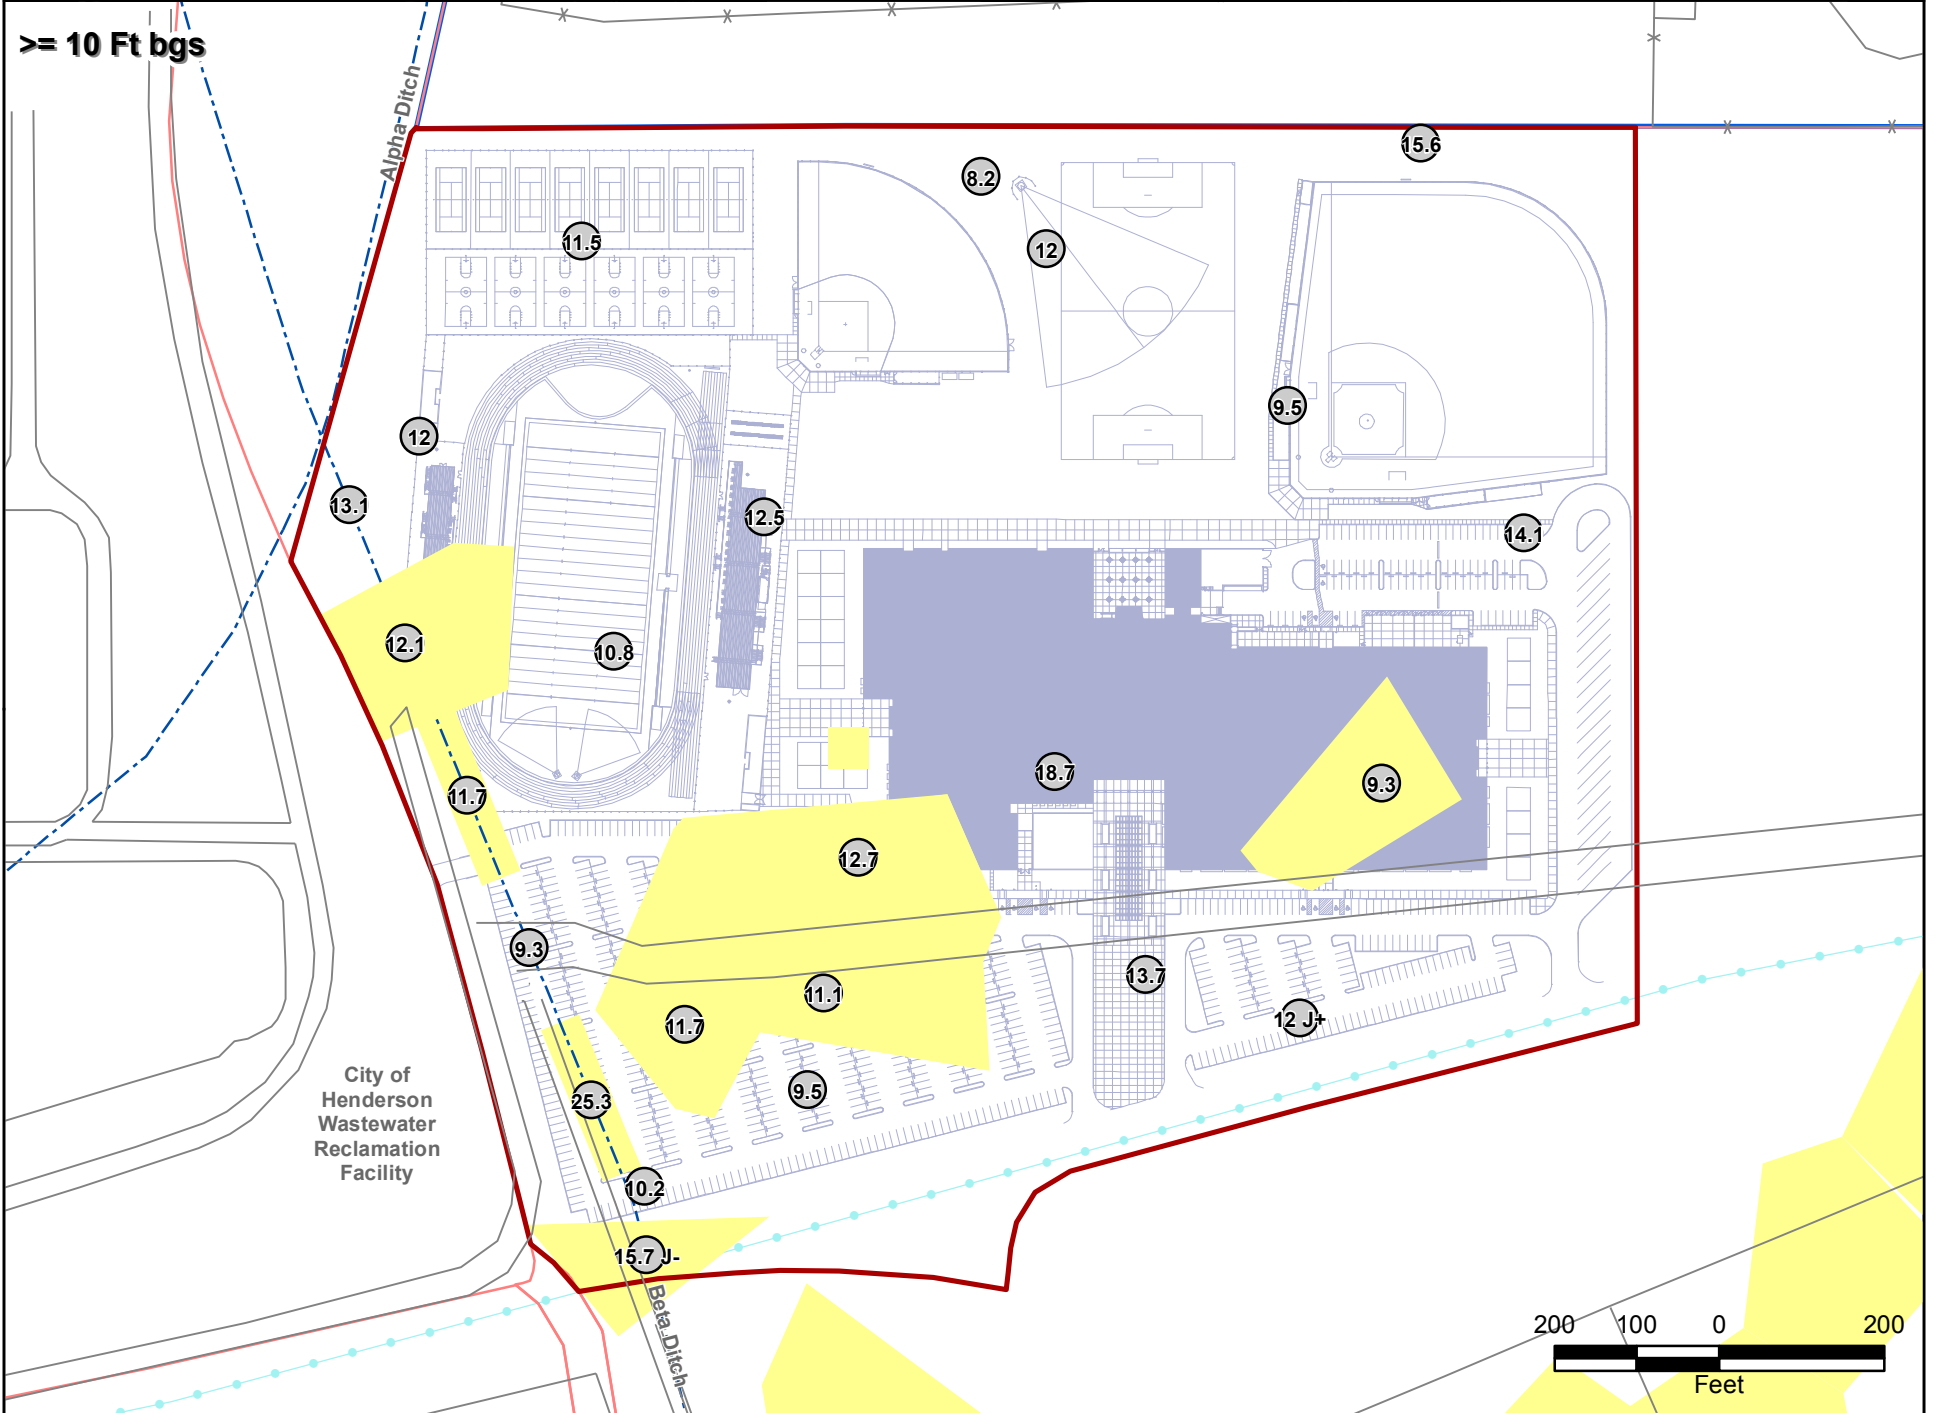 >= 10 Ft bgs
Alpha Ditch
15.6
8.2
11.5
12
9.5
12
13.1
12.5
14.1
12.1
10.8
18.7
9.3
11.7
12.7
9.3
13.7
11.1
12 J+
11.7
City of
Henderson
Wastewater
Reclamation
Facility
25.3
9.5
10.2
15.7 J-
Beta Ditch
200 100 0 200
Feet